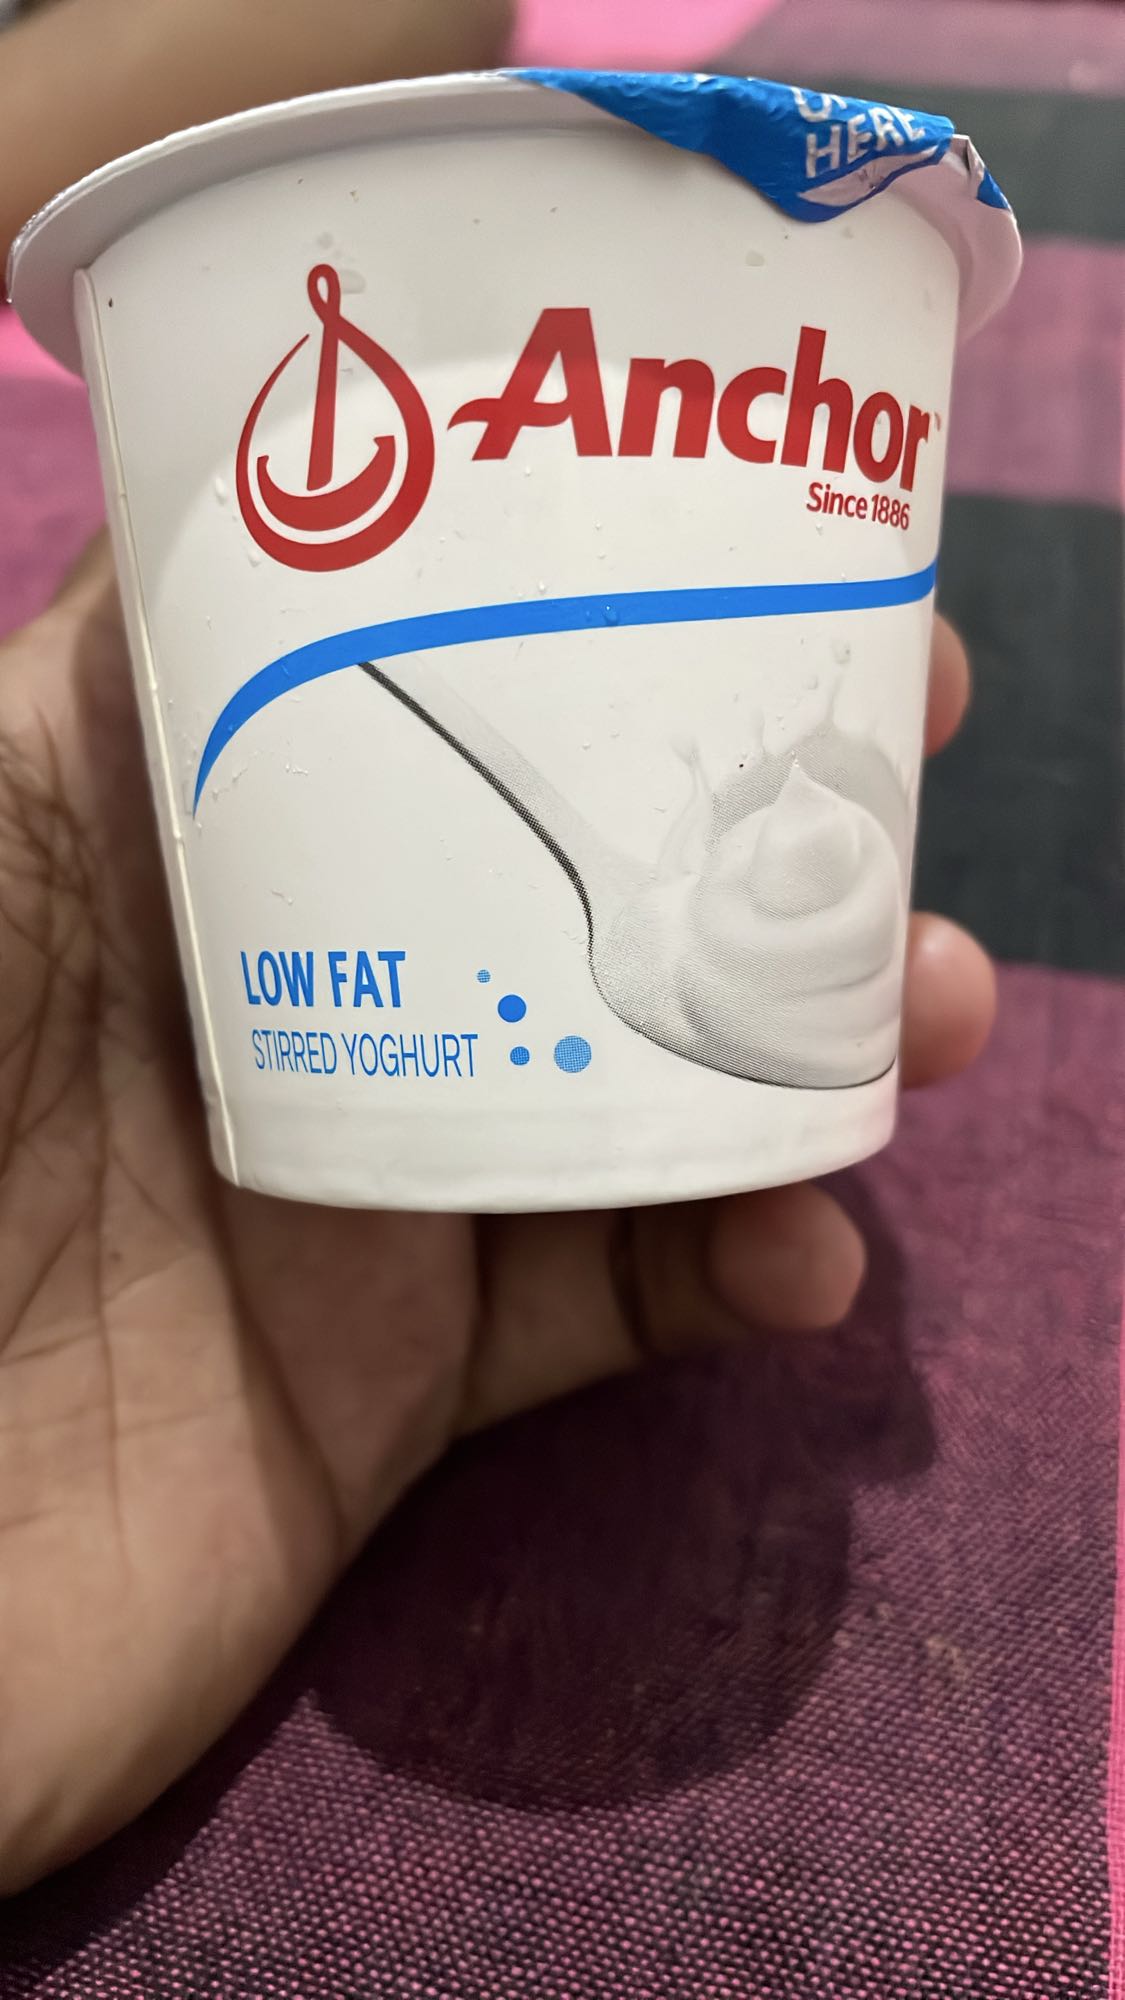 HERE
Anchor
Since 1886
LOW FAT
STIRRED YOGHURT